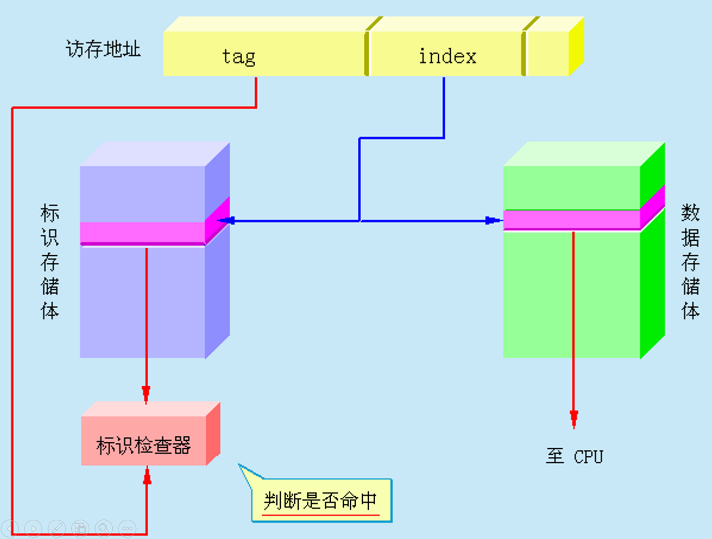 访存地址
tag
index
标识存储体
数据存储体
标识检查器
至 CPU
判断是否命中